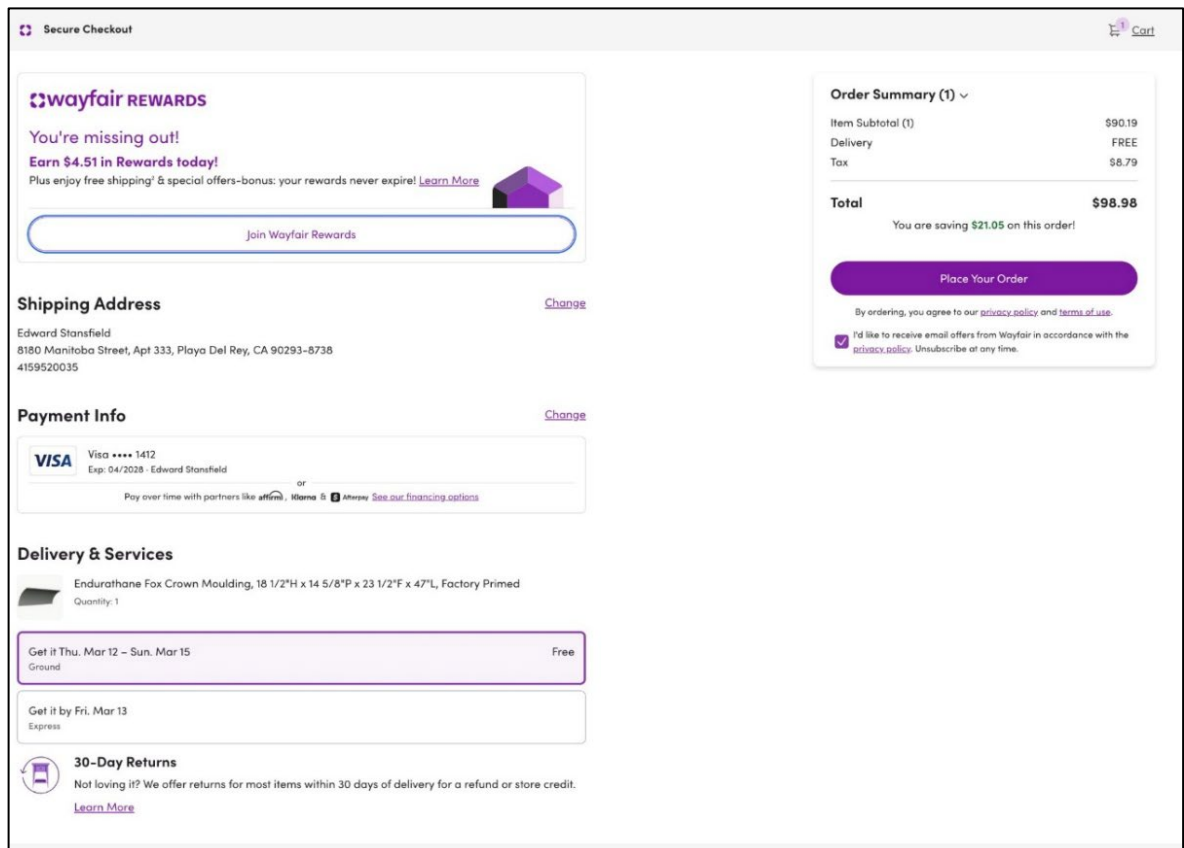 Secure Checkout
1 Cart
wayfair REWARDS
You're missing out!
Earn $4.51 in Rewards today!
Plus enjoy free shipping² & special offers-bonus: your rewards never expire! Learn More
Join Wayfair Rewards
Shipping Address
Change
Edward Stansfield
8180 Manitoba Street, Apt 333, Playa Del Rey, CA 90293-8738
4159520035
Payment Info
Change
VISA
Visa •••• 1412
Exp: 04/2028 · Edward Stansfield
or
Pay over time with partners like affirm, Klarna & Afterpay See our financing options
Delivery & Services
Endurathane Fox Crown Moulding, 18 1/2"H x 14 5/8"P x 23 1/2"F x 47"L, Factory Primed
Quantity: 1
Get it Thu. Mar 12 – Sun. Mar 15
Free
Ground
Get it by Fri. Mar 13
Express
30-Day Returns
Not loving it? We offer returns for most items within 30 days of delivery for a refund or store credit.
Learn More
Order Summary (1)
Item Subtotal (1) $90.19
Delivery FREE
Tax $8.79
Total $98.98
You are saving $21.05 on this order!
Place Your Order
By ordering, you agree to our privacy policy and terms of use.
I'd like to receive email offers from Wayfair in accordance with the
privacy policy. Unsubscribe at any time.